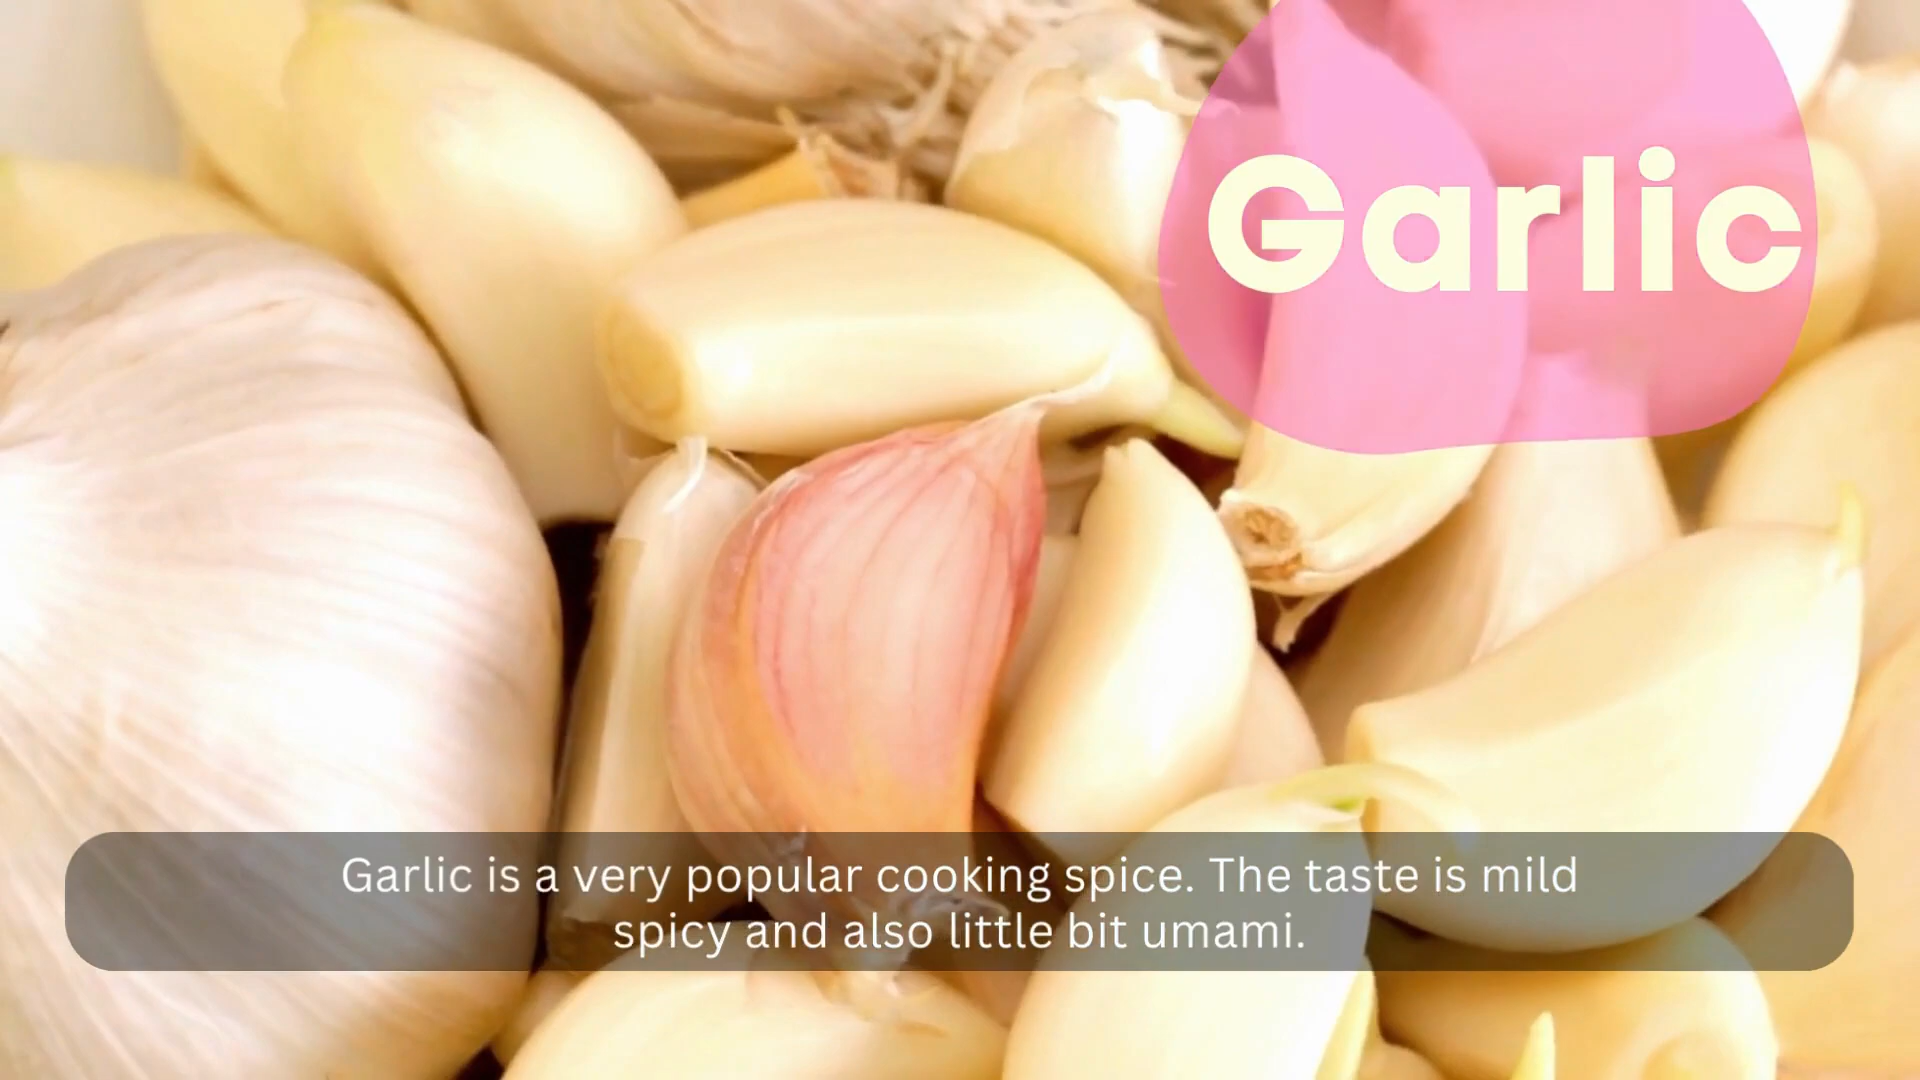 Garlic
Garlic is a very popular cooking spice. The taste is mild
spicy and also little bit umami.